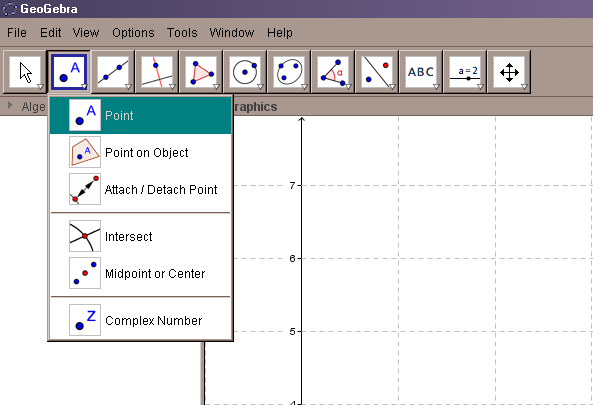 GeoGebra
File Edit View Options Tools Window Help
A α ABC a=2
Alge raphics
A Point
A Point on Object
Attach / Detach Point
Intersect
Midpoint or Center
Z Complex Number
7
6
5
4